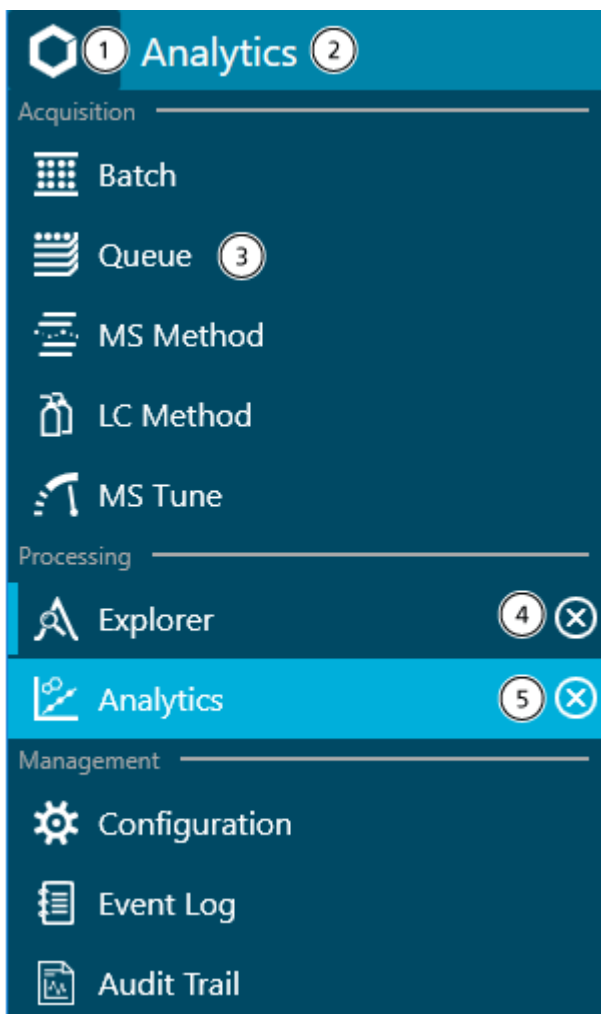 1 Analytics 2
Acquisition
Batch
Queue 3
MS Method
LC Method
MS Tune
Processing
Explorer 4
Analytics 5
Management
Configuration
Event Log
Audit Trail